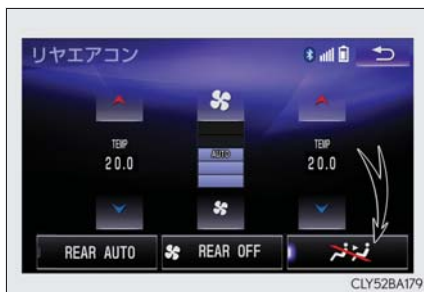 リヤエアコン
TEMP
20.0
AUTO
TEMP
20.0
REAR AUTO
REAR OFF
CLY52BA179